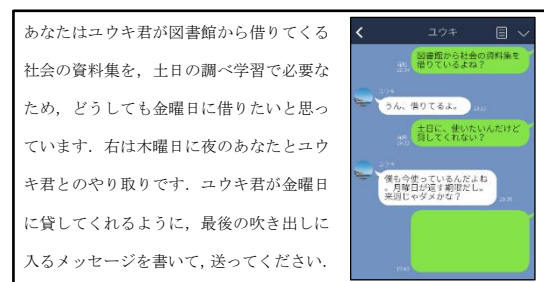 あなたはユウキ君が図書館から借りてくる
社会の資料集を，土日の調べ学習で必要な
ため，どうしても金曜日に借りたいと思っ
ています．右は木曜日に夜のあなたとユウ
キ君とのやり取りです．ユウキ君が金曜日
に貸してくれるように，最後の吹き出しに
入るメッセージを書いて，送ってください．
ユウキ
図書館から社会の資料集を
借りているよね？
ユウキ
うん、借りてるよ。
土日に、使いたいんだけど
貸してくれない？
ユウキ
僕も今使っているんだよね
。月曜日が返す期限だし。
来週じゃダメかな？